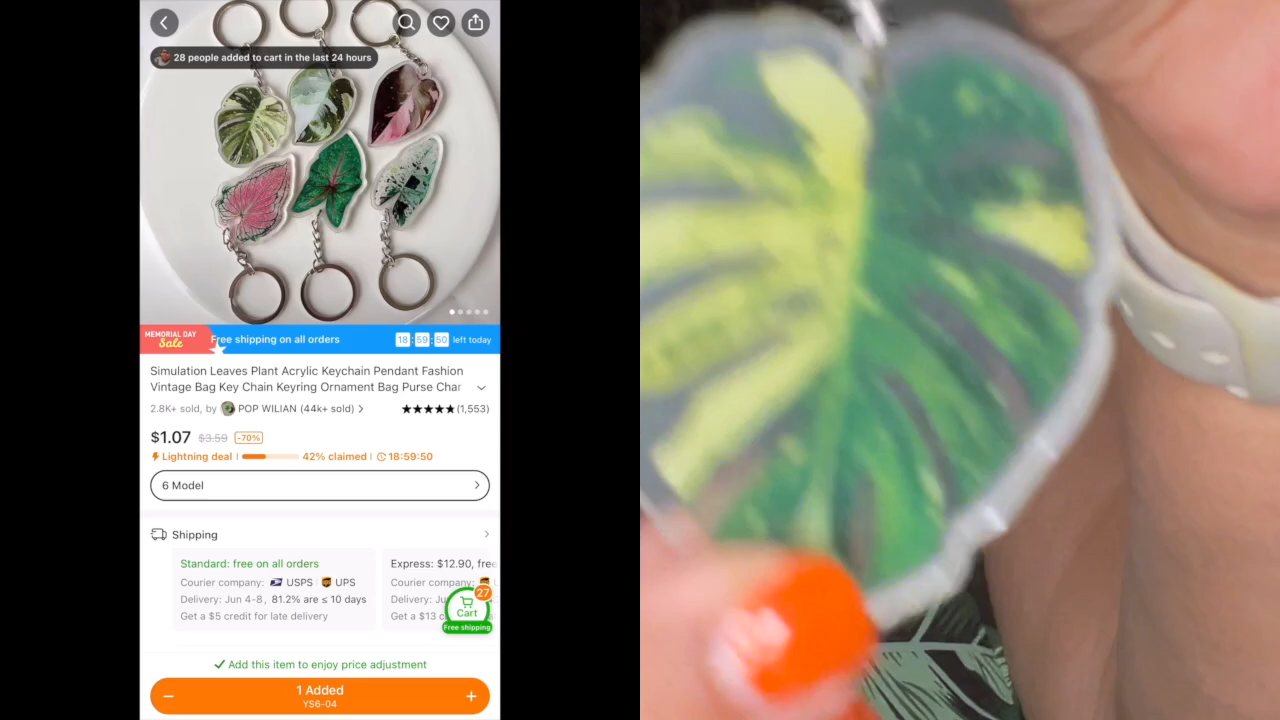 28 people added to cart in the last 24 hours
MEMORIAL DAY
Sale
Free shipping on all orders
18:59:50 left today
Simulation Leaves Plant Acrylic Keychain Pendant Fashion
Vintage Bag Key Chain Keyring Ornament Bag Purse Char
2.8K+ sold, by POP WILIAN (44k+ sold) (1,553)
$1.07 $3.59 -70%
Lightning deal! 42% claimed 18:59:50
6 Model
Shipping
Standard: free on all orders
Courier company: USPS UPS
Delivery: Jun 4-8, 81.2% are ≤ 10 days
Get a $5 credit for late delivery
Express: $12.90, free
Courier company:
Delivery: Ju
Get a $13 c
27
Cart
Free shipping
Add this item to enjoy price adjustment
− 1 Added +
YS6-04